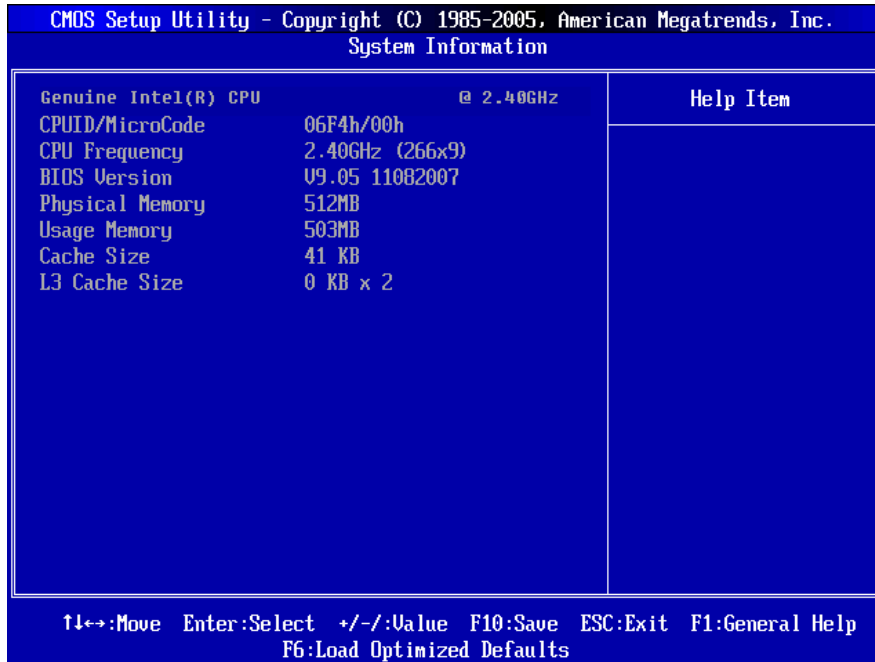 CMOS Setup Utility - Copyright (C) 1985-2005, American Megatrends, Inc.
System Information
Genuine Intel(R) CPU @ 2.40GHz
CPUID/MicroCode 06F4h/00h
CPU Frequency 2.40GHz (266x9)
BIOS Version V9.05 11082007
Physical Memory 512MB
Usage Memory 503MB
Cache Size 41 KB
L3 Cache Size 0 KB x 2
Help Item
↑↓←→:Move Enter:Select +/-/:Value F10:Save ESC:Exit F1:General Help
F6:Load Optimized Defaults